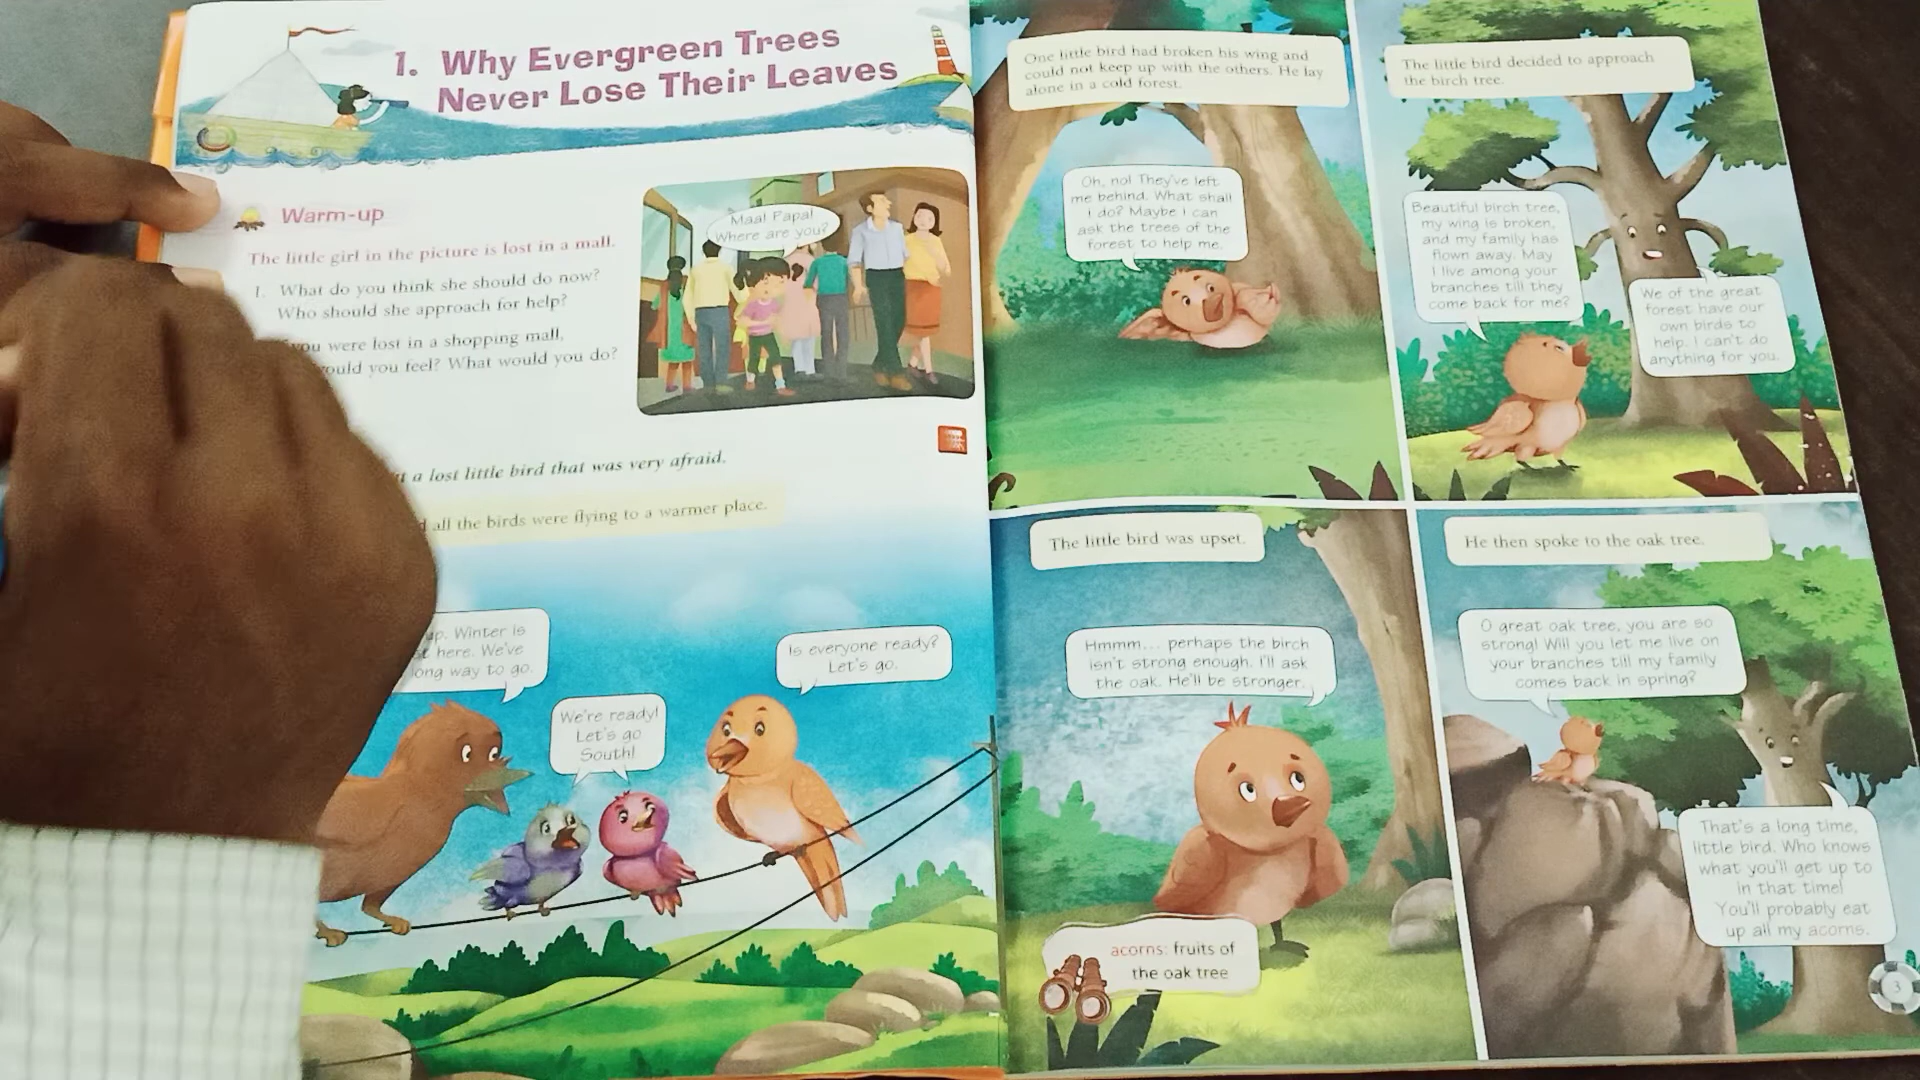 1. Why Evergreen Trees
Never Lose Their Leaves
Warm-up
The little girl in the picture is lost in a mall.
1. What do you think she should do now?
Who should she approach for help?
you were lost in a shopping mall,
would you feel? What would you do?
Maa! Papa!
Where are you?
a lost little bird that was very afraid.
all the birds were flying to a warmer place.
up. Winter is
here. We've
long way to go.
We're ready!
Let's go
South!
Is everyone ready?
Let's go.
One little bird had broken his wing and
could not keep up with the others. He lay
alone in a cold forest.
Oh, no! They've left
me behind. What shall
I do? Maybe I can
ask the trees of the
forest to help me.
The little bird decided to approach
the birch tree.
Beautiful birch tree,
my wing is broken,
and my family has
flown away. May
I live among your
branches till they
come back for me?
We of the great
forest have our
own birds to
help. I can't do
anything for you.
The little bird was upset.
Hmmm... perhaps the birch
isn't strong enough. I'll ask
the oak. He'll be stronger.
acorns: fruits of
the oak tree
He then spoke to the oak tree.
O great oak tree, you are so
strong! Will you let me live on
your branches till my family
comes back in spring?
That's a long time,
little bird. Who knows
what you'll get up to
in that time!
You'll probably eat
up all my acorns.
3